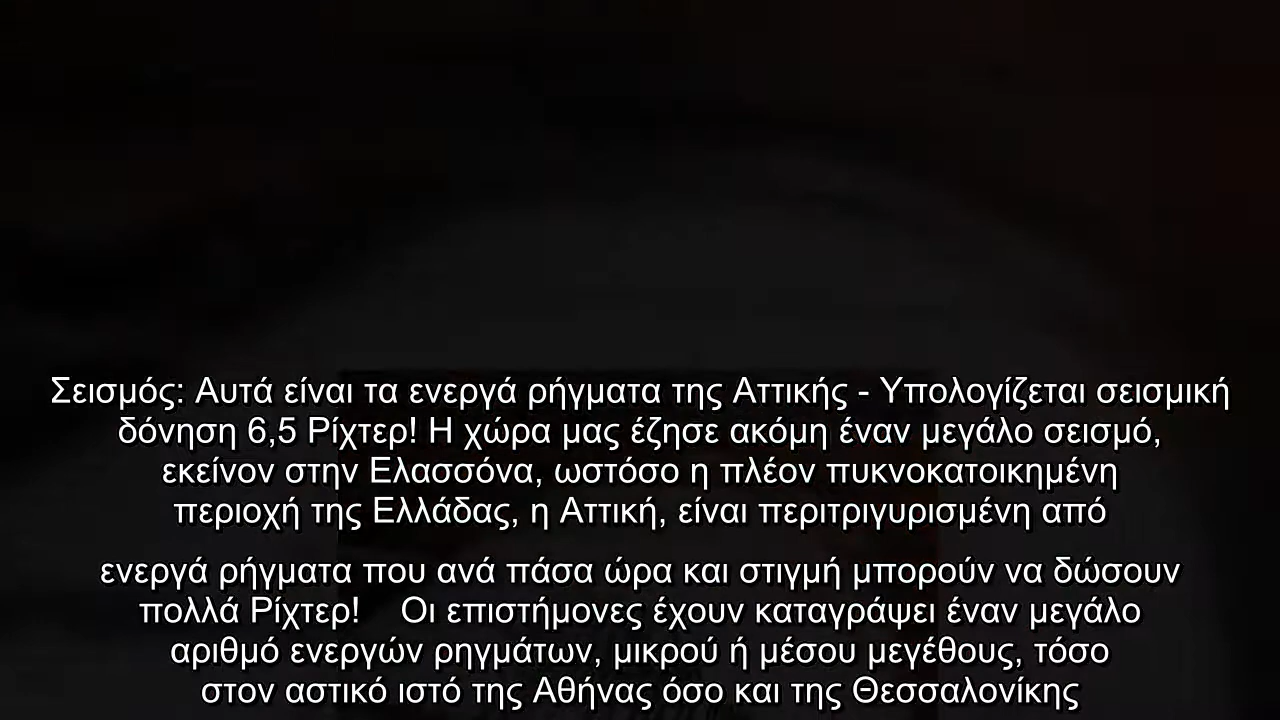 Σεισμός: Αυτά είναι τα ενεργά ρήγματα της Αττικής - Υπολογίζεται σεισμική
δόνηση 6,5 Ρίχτερ! Η χώρα μας έζησε ακόμη έναν μεγάλο σεισμό,
εκείνον στην Ελασσόνα, ωστόσο η πλέον πυκνοκατοικημένη
περιοχή της Ελλάδας, η Αττική, είναι περιτριγυρισμένη από
ενεργά ρήγματα που ανά πάσα ώρα και στιγμή μπορούν να δώσουν
πολλά Ρίχτερ! Οι επιστήμονες έχουν καταγράψει έναν μεγάλο
αριθμό ενεργών ρηγμάτων, μικρού ή μέσου μεγέθους, τόσο
στον αστικό ιστό της Αθήνας όσο και της Θεσσαλονίκης